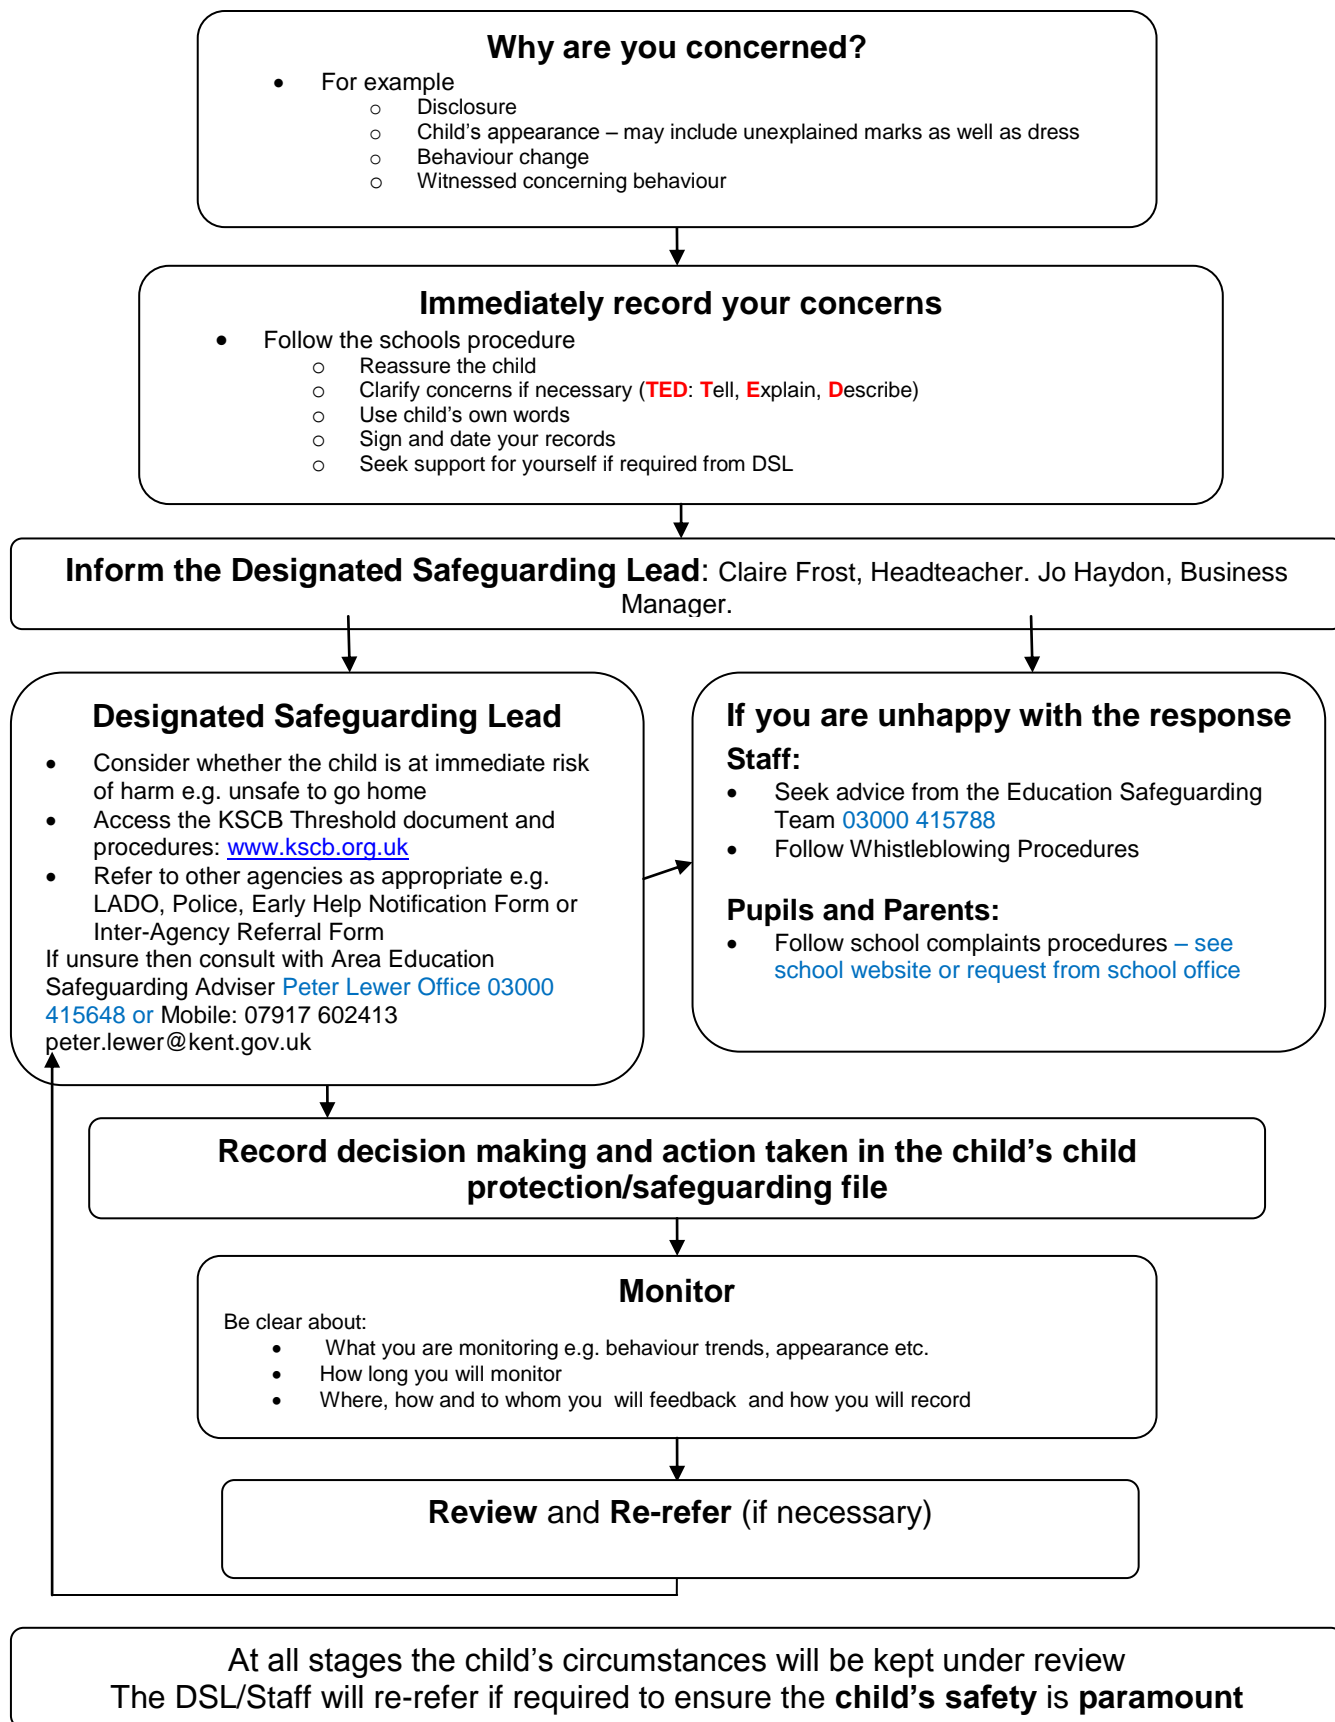 Why are you concerned?
• For example
o Disclosure
o Child’s appearance – may include unexplained marks as well as dress
o Behaviour change
o Witnessed concerning behaviour
Immediately record your concerns
• Follow the schools procedure
o Reassure the child
o Clarify concerns if necessary (TED: Tell, Explain, Describe)
o Use child’s own words
o Sign and date your records
o Seek support for yourself if required from DSL
Inform the Designated Safeguarding Lead: Claire Frost, Headteacher. Jo Haydon, Business
Manager.
Designated Safeguarding Lead
• Consider whether the child is at immediate risk
of harm e.g. unsafe to go home
• Access the KSCB Threshold document and
procedures: www.kscb.org.uk
• Refer to other agencies as appropriate e.g.
LADO, Police, Early Help Notification Form or
Inter-Agency Referral Form
If unsure then consult with Area Education
Safeguarding Adviser Peter Lewer Office 03000
415648 or Mobile: 07917 602413
peter.lewer@kent.gov.uk
If you are unhappy with the response
Staff:
• Seek advice from the Education Safeguarding
Team 03000 415788
• Follow Whistleblowing Procedures
Pupils and Parents:
• Follow school complaints procedures – see
school website or request from school office
Record decision making and action taken in the child’s child
protection/safeguarding file
Monitor
Be clear about:
• What you are monitoring e.g. behaviour trends, appearance etc.
• How long you will monitor
• Where, how and to whom you will feedback and how you will record
Review and Re-refer (if necessary)
At all stages the child’s circumstances will be kept under review
The DSL/Staff will re-refer if required to ensure the child’s safety is paramount